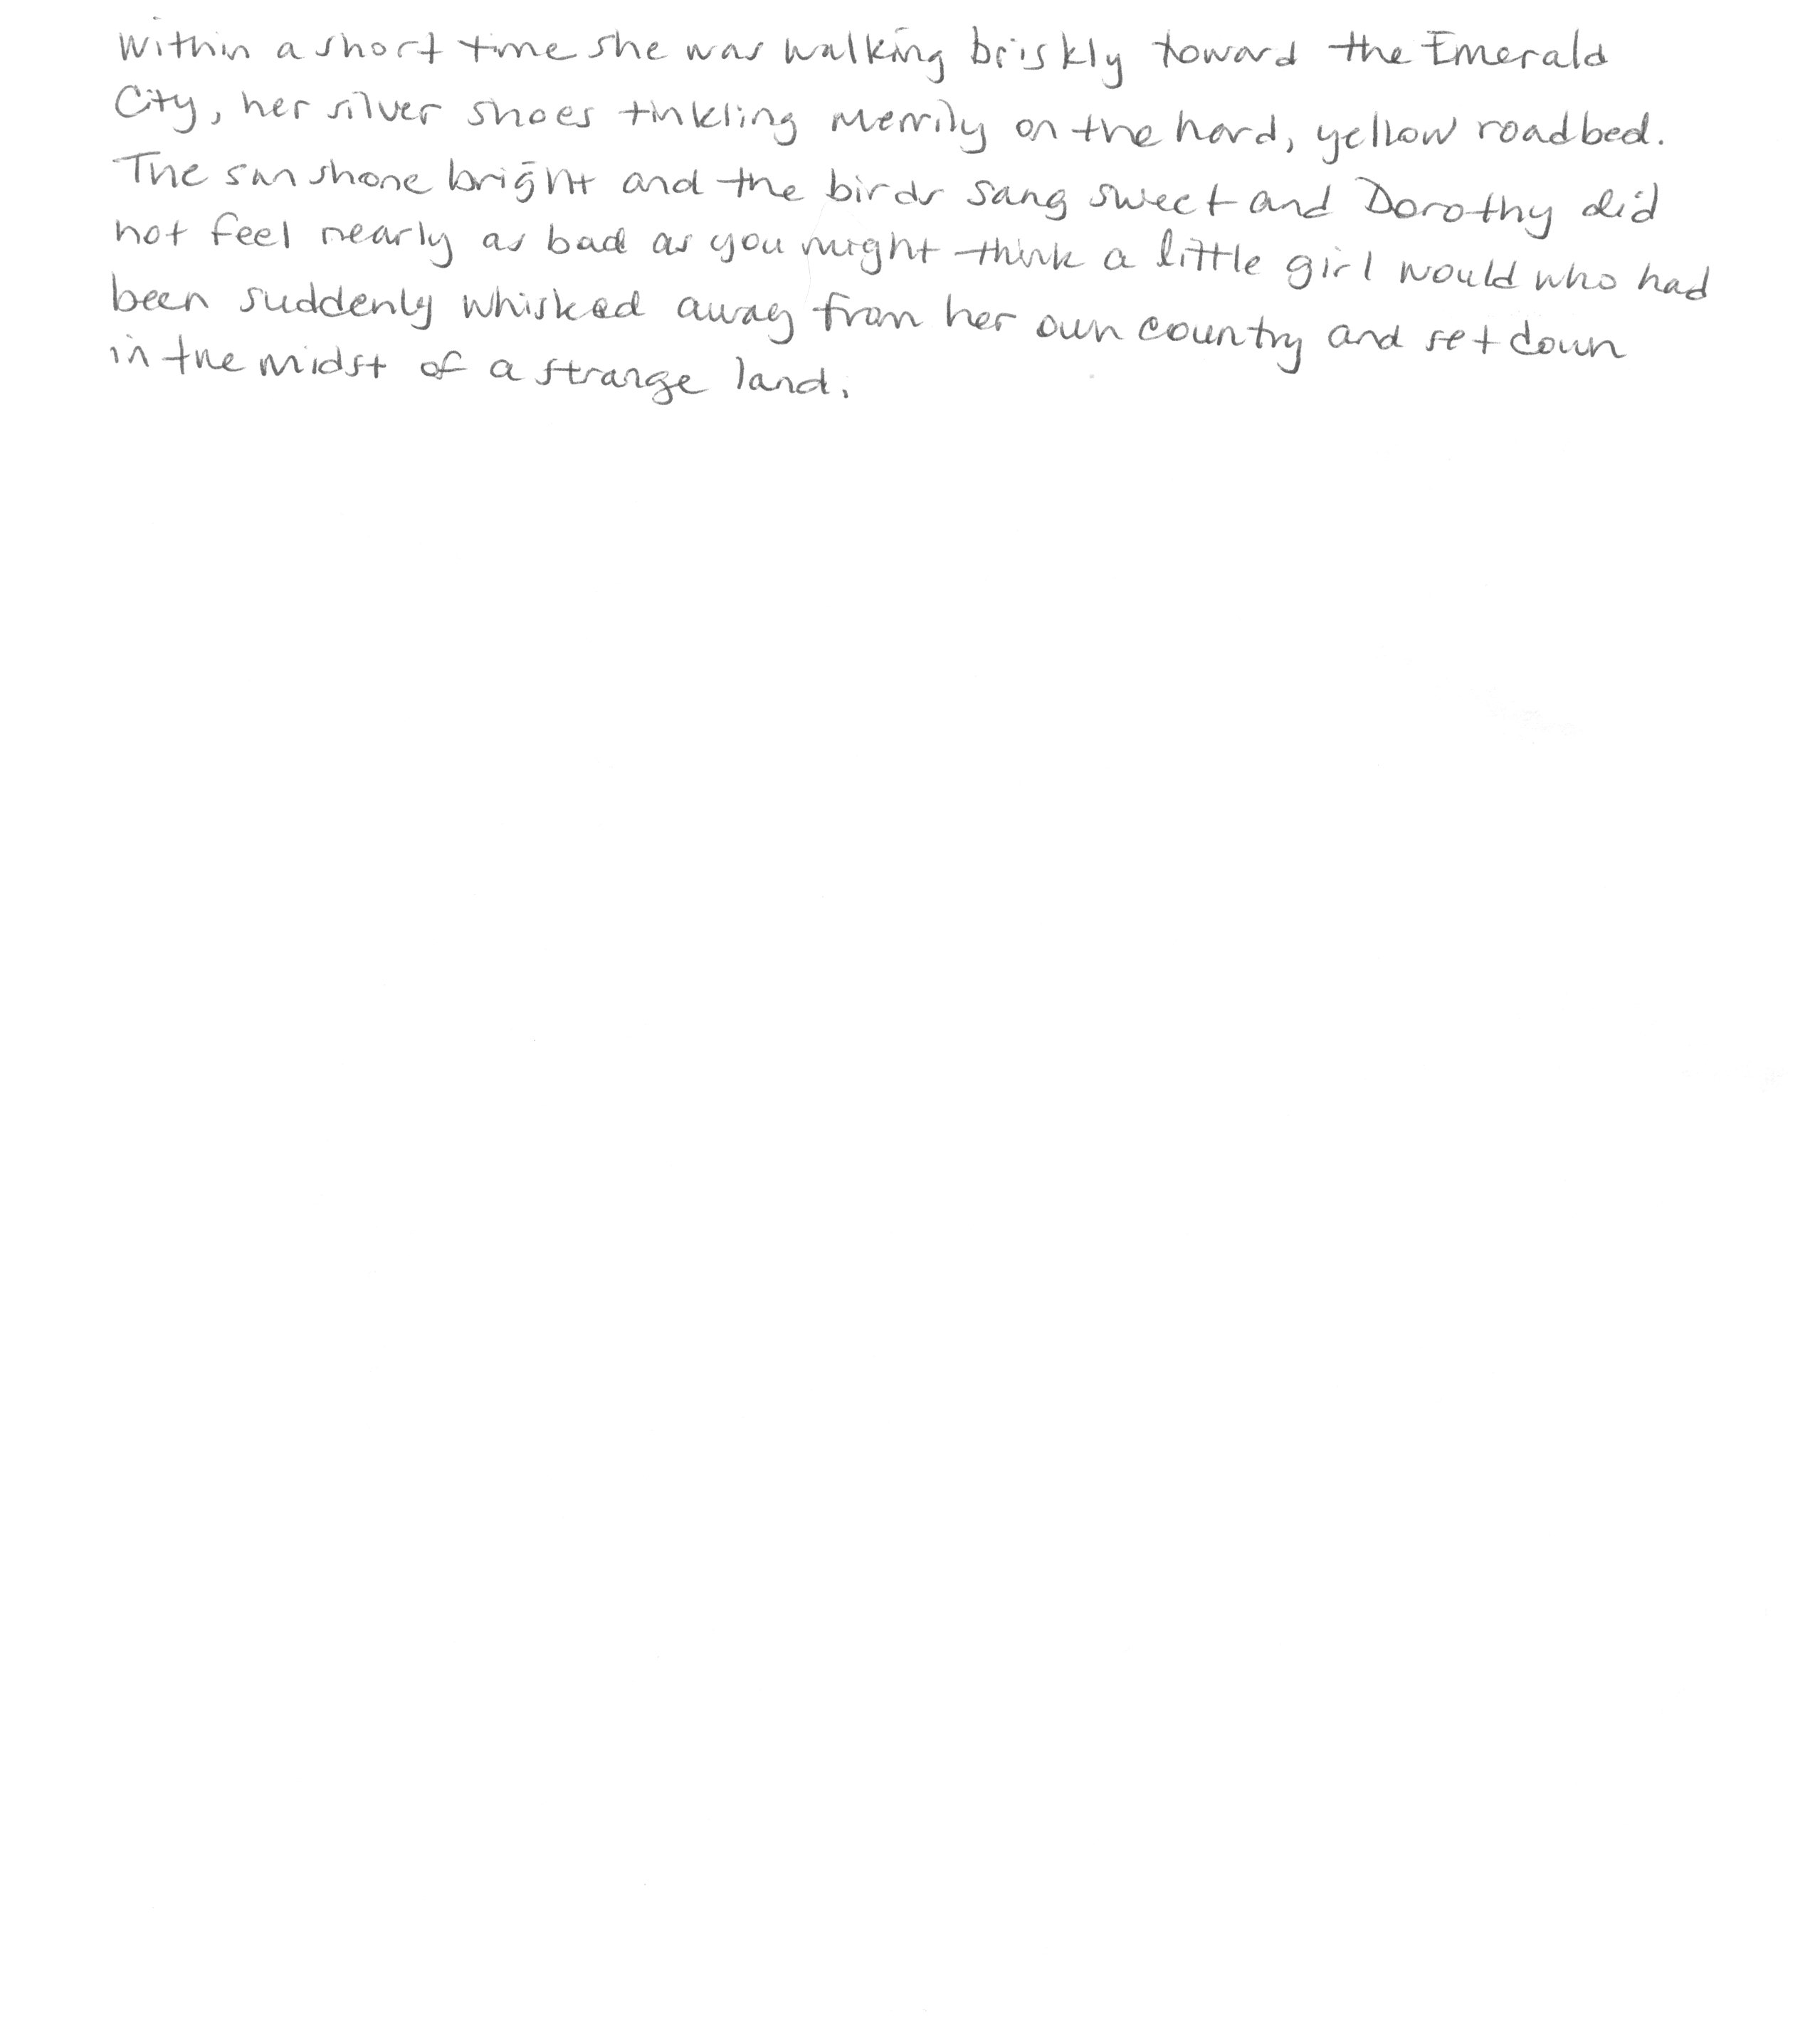 Within a short time she was walking briskly toward the Emerald
City, her silver shoes tinkling merrily on the hard, yellow roadbed.
The sun shone bright and the birds sang sweet and Dorothy did
not feel nearly as bad as you might think a little girl would who had
been suddenly whisked away from her own country and set down
in the midst of a strange land.